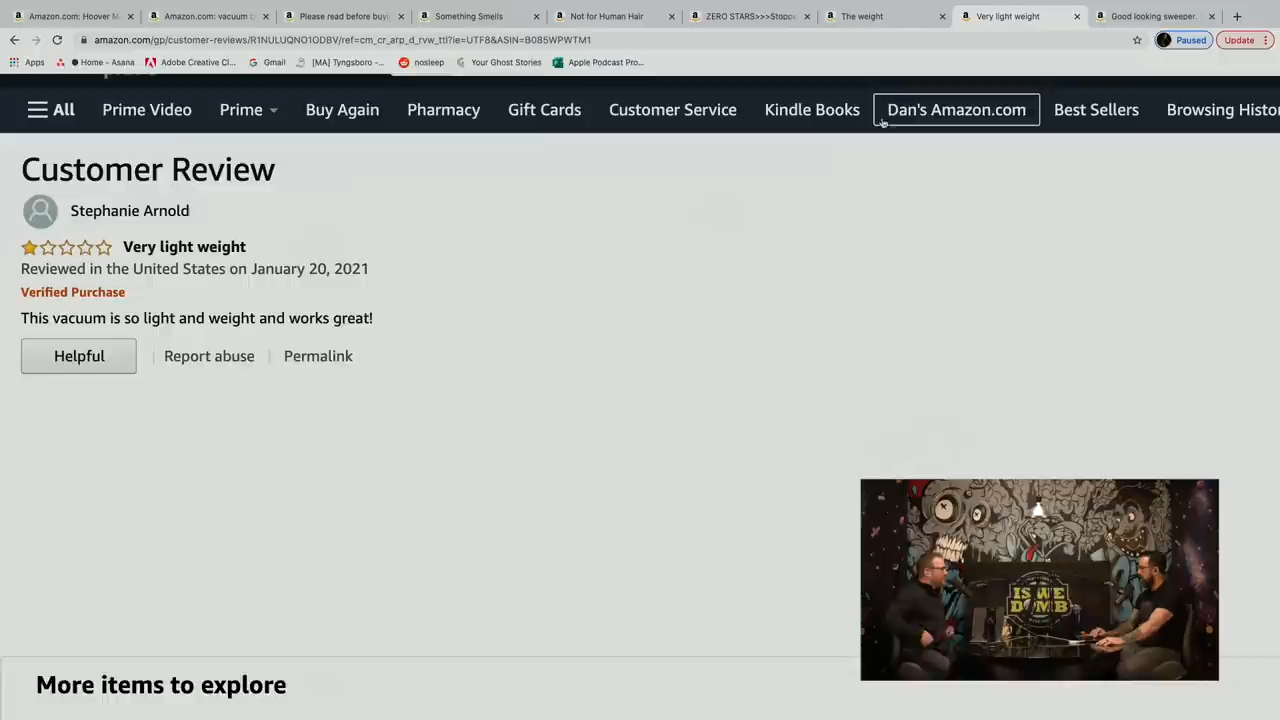 Amazon.com: Hoover M
Amazon.com: vacuum c
Please read before buyi
Something Smells
Not for Human Hair
ZERO STARS>>>Stoppe
The weight
Very light weight
Good looking sweeper.
amazon.com/gp/customer-reviews/R1NULUQNO1ODBV/ref=cm_cr_arp_d_rvw_ttl?ie=UTF8&ASIN=B085WPWTM1
Paused
Update
Apps
Home - Asana
Adobe Creative Cl...
Gmail
[MA] Tyngsboro -...
nosleep
Your Ghost Stories
Apple Podcast Pro...
All
Prime Video
Prime
Buy Again
Pharmacy
Gift Cards
Customer Service
Kindle Books
Dan's Amazon.com
Best Sellers
Browsing Histo
Customer Review
Stephanie Arnold
Very light weight
Reviewed in the United States on January 20, 2021
Verified Purchase
This vacuum is so light and weight and works great!
Helpful
Report abuse
Permalink
IS WE
DUMB
More items to explore